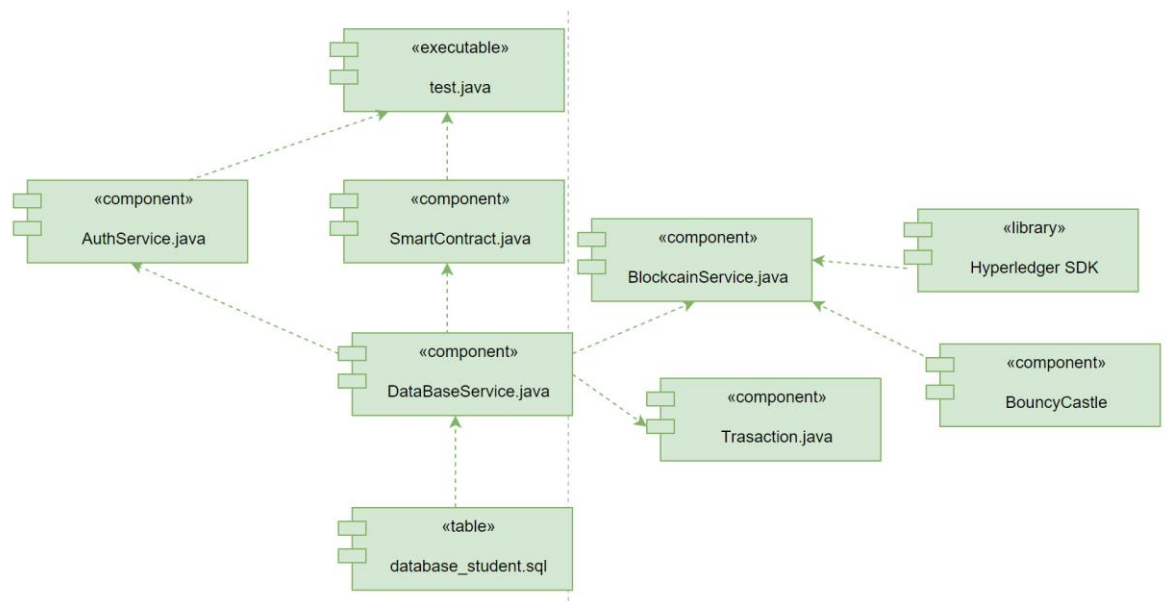 «executable»
test.java
«component»
AuthService.java
«component»
SmartContract.java
«component»
BlockcainService.java
«library»
Hyperledger SDK
«component»
DataBaseService.java
«component»
Trasaction.java
«component»
BouncyCastle
«table»
database_student.sql